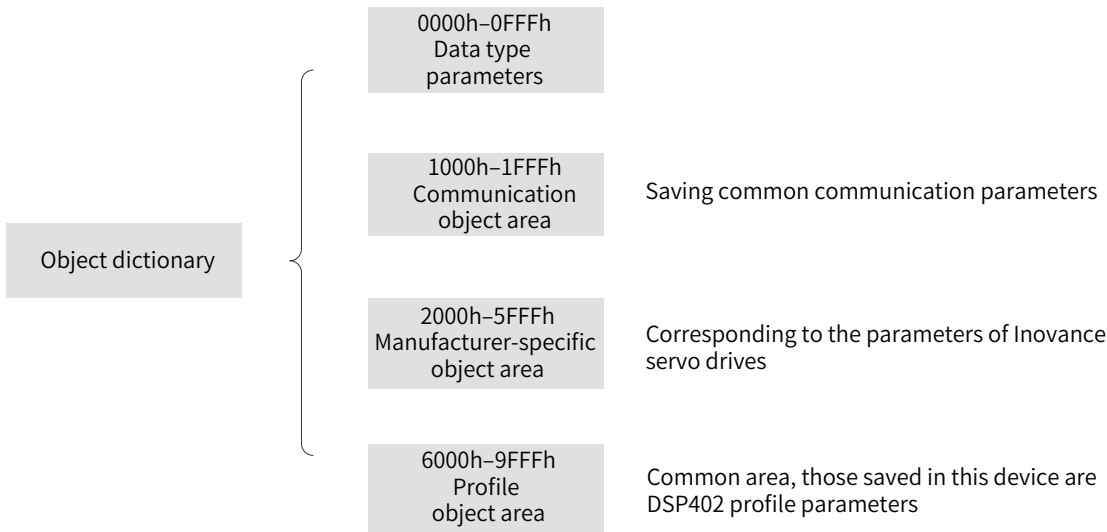 Object dictionary
0000h–0FFFh
Data type
parameters
1000h–1FFFh
Communication
object area
Saving common communication parameters
2000h–5FFFh
Manufacturer-specific
object area
Corresponding to the parameters of Inovance
servo drives
6000h–9FFFh
Profile
object area
Common area, those saved in this device are
DSP402 profile parameters